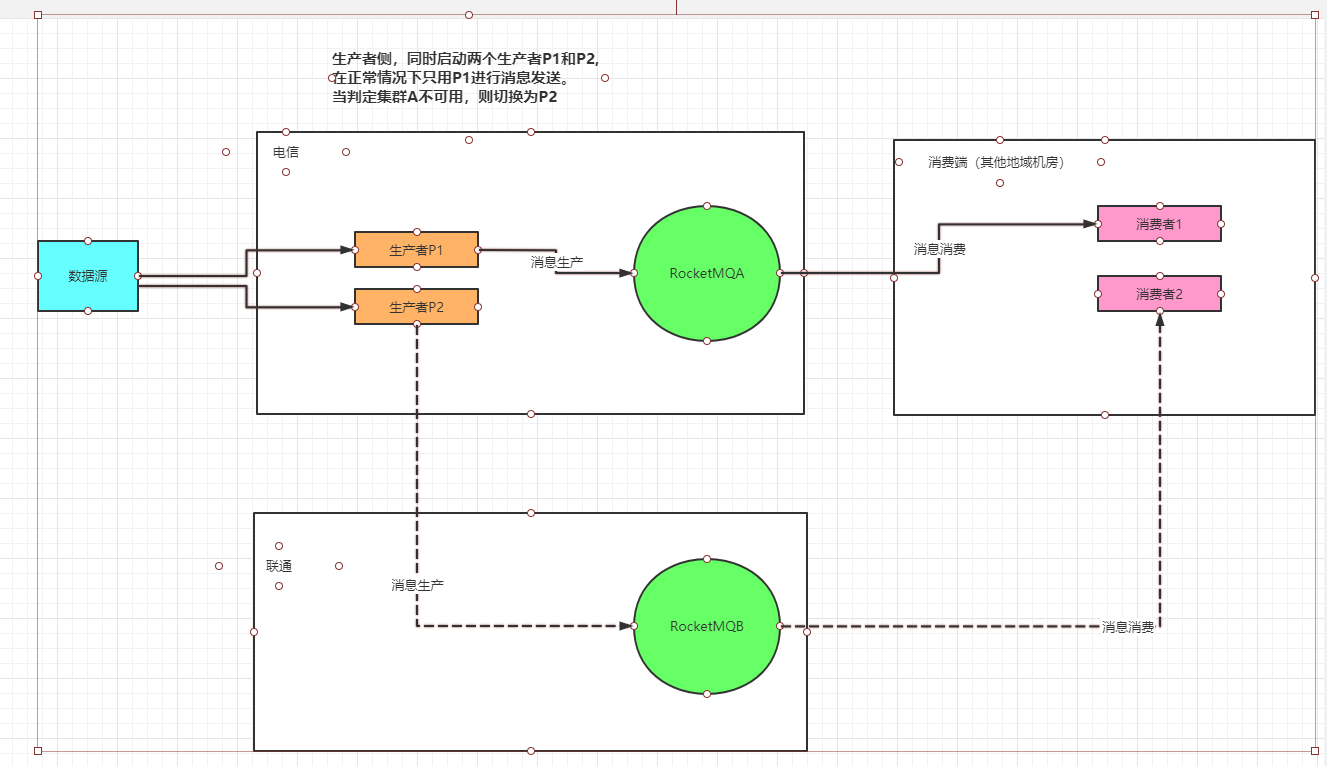 生产者侧，同时启动两个生产者P1和P2,
在正常情况下只用P1进行消息发送。
当判定集群A不可用，则切换为P2
电信
消费端（其他地域机房）
数据源
生产者P1
消息生产
RocketMQA
消息消费
消费者1
生产者P2
消费者2
联通
消息生产
RocketMQB
消息消费